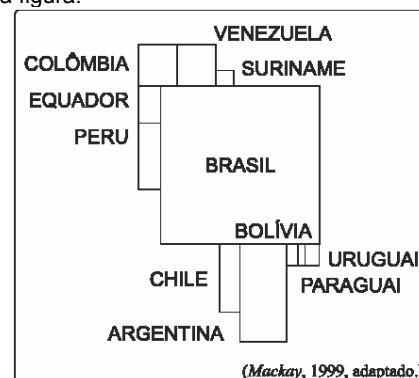 a figura.
VENEZUELA
COLÔMBIA
SURINAME
EQUADOR
PERU
BRASIL
BOLÍVIA
URUGUAI
CHILE
PARAGUAI
ARGENTINA
(Mackay, 1999, adaptado.